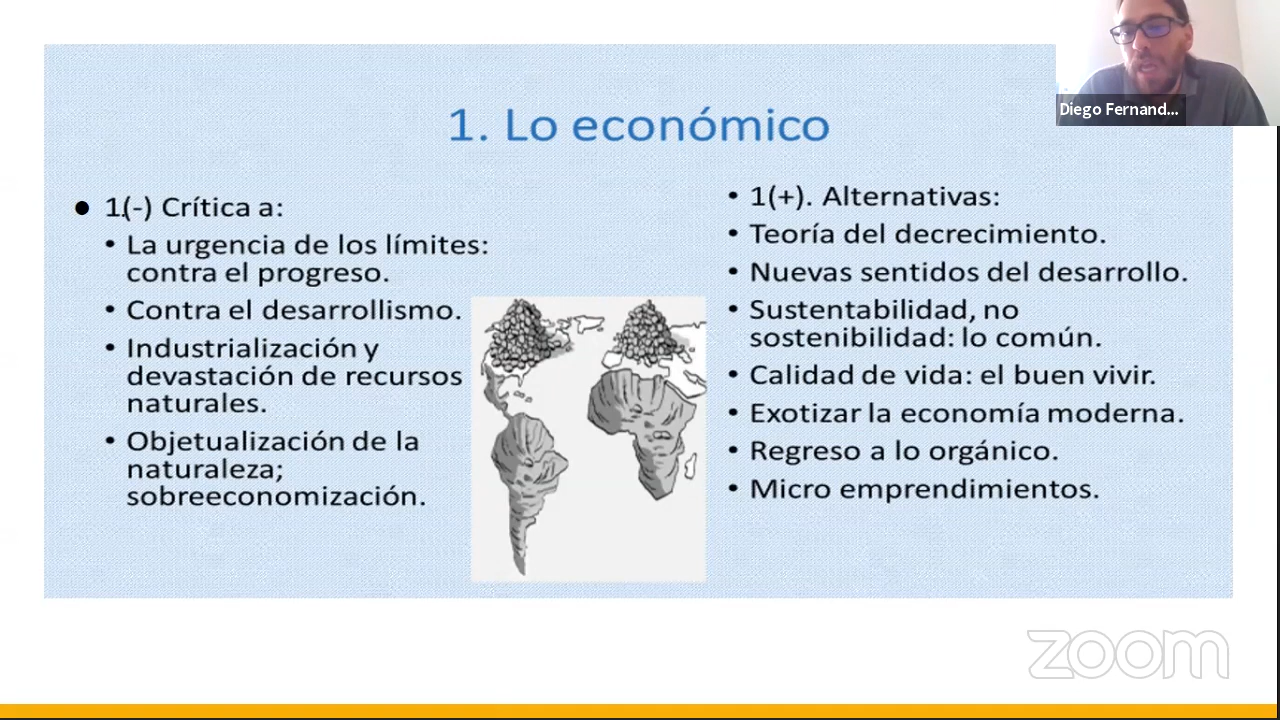 Diego Fernand...
1. Lo económico
• 1.(-) Crítica a:
• La urgencia de los límites:
contra el progreso.
• Contra el desarrollismo.
• Industrialización y
devastación de recursos
naturales.
• Objetualización de la
naturaleza;
sobreeconomización.
• 1(+). Alternativas:
• Teoría del decrecimiento.
• Nuevas sentidos del desarrollo.
• Sustentabilidad, no
sostenibilidad: lo común.
• Calidad de vida: el buen vivir.
• Exotizar la economía moderna.
• Regreso a lo orgánico.
• Micro emprendimientos.
zoom